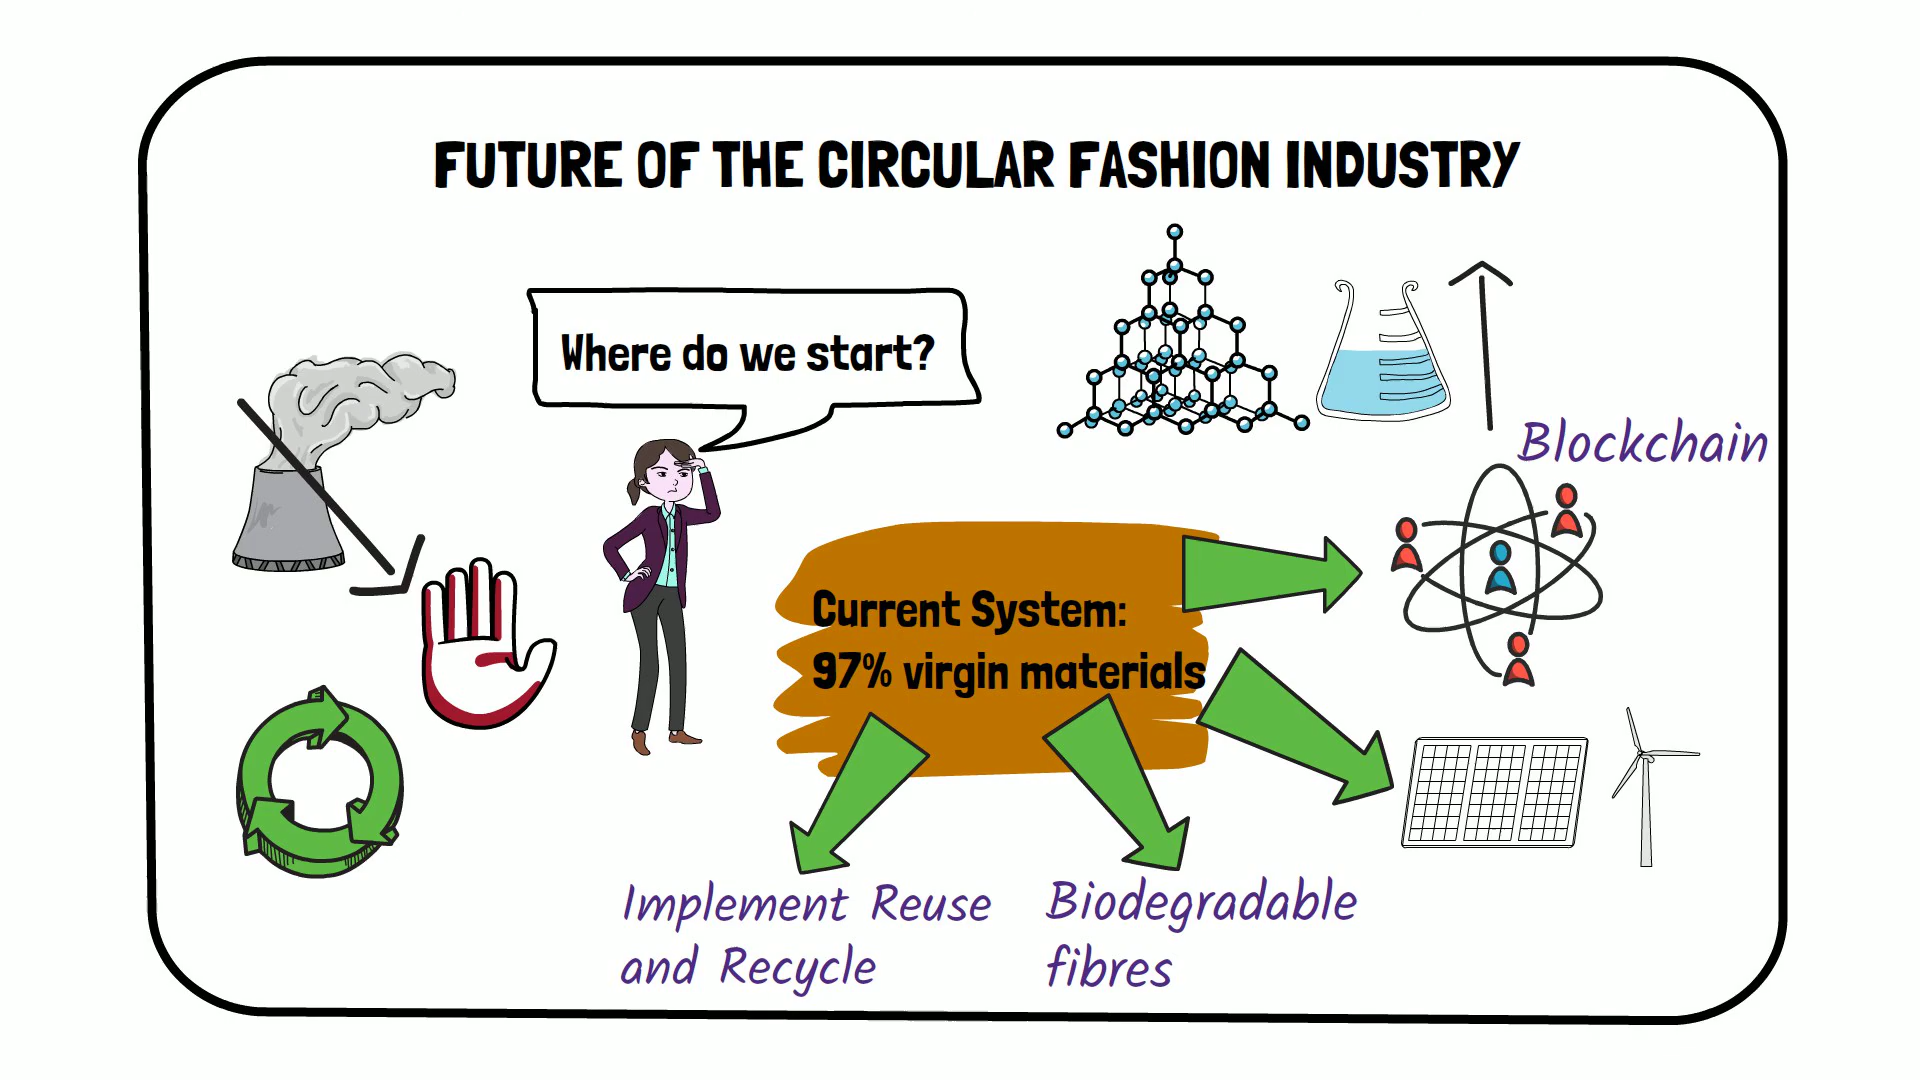 FUTURE OF THE CIRCULAR FASHION INDUSTRY
Where do we start?
Blockchain
Current System:
97% virgin materials
Implement Reuse
and Recycle
Biodegradable
fibres